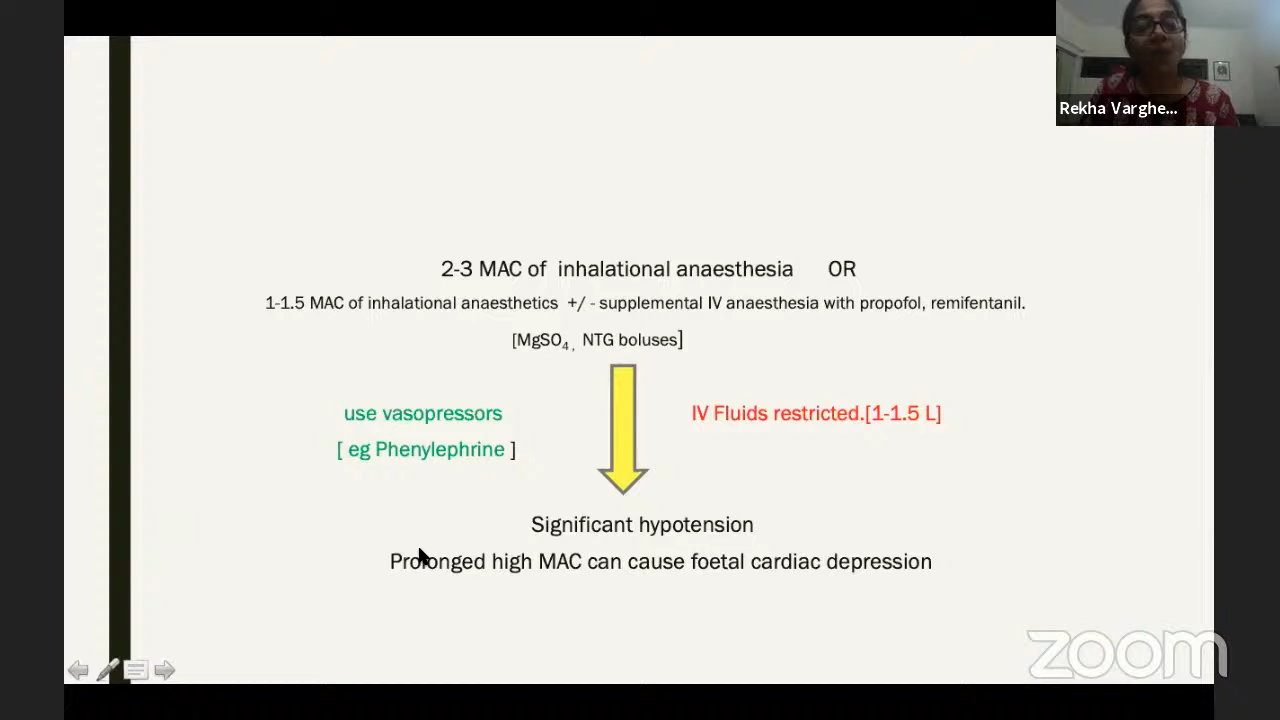 Rekha Varghe...
2-3 MAC of inhalational anaesthesia OR
1-1.5 MAC of inhalational anaesthetics +/ - supplemental IV anaesthesia with propofol, remifentanil.
[MgSO4 , NTG boluses]
use vasopressors
[ eg Phenylephrine ]
IV Fluids restricted.[1-1.5 L]
Significant hypotension
Prolonged high MAC can cause foetal cardiac depression
zoom